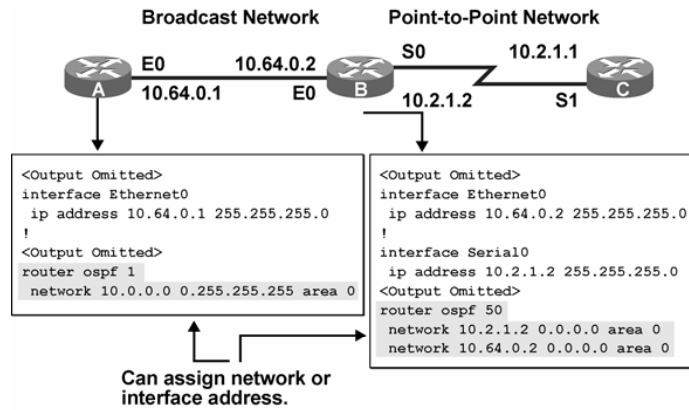 Broadcast Network
Point-to-Point Network
E0
10.64.0.2
S0
10.2.1.1
A
B
C
10.64.0.1
E0
10.2.1.2
S1
<Output Omitted>
interface Ethernet0
ip address 10.64.0.1 255.255.255.0
!
<Output Omitted>
router ospf 1
network 10.0.0.0 0.255.255.255 area 0
<Output Omitted>
interface Ethernet0
ip address 10.64.0.2 255.255.255.0
!
interface Serial0
ip address 10.2.1.2 255.255.255.0
<Output Omitted>
router ospf 50
network 10.2.1.2 0.0.0.0 area 0
network 10.64.0.2 0.0.0.0 area 0
Can assign network or
interface address.